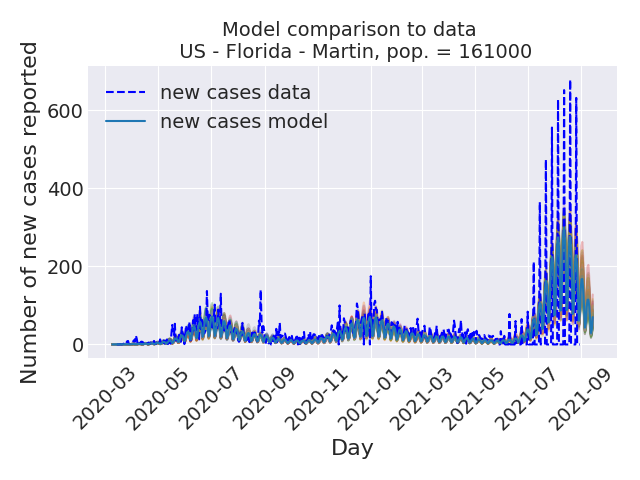 Model comparison to data
US - Florida - Martin, pop. = 161000
Number of new cases reported
600
400
200
0
new cases data
new cases model
2020-03
2020-05
2020-07
2020-09
2020-11
2021-01
2021-03
2021-05
2021-07
2021-09
Day